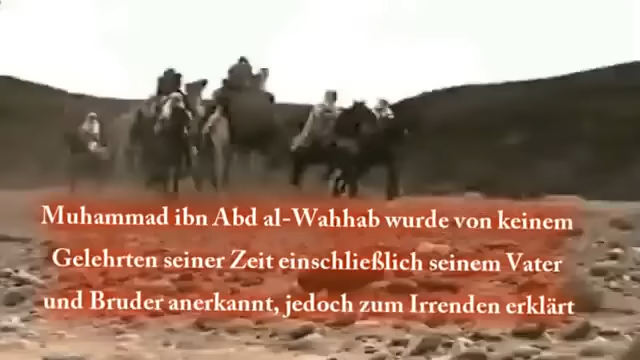 Muhammad ibn Abd al-Wahhab wurde von keinem
Gelehrten seiner Zeit einschließlich seinem Vater
und Bruder anerkannt, jedoch zum Irrenden erklärt